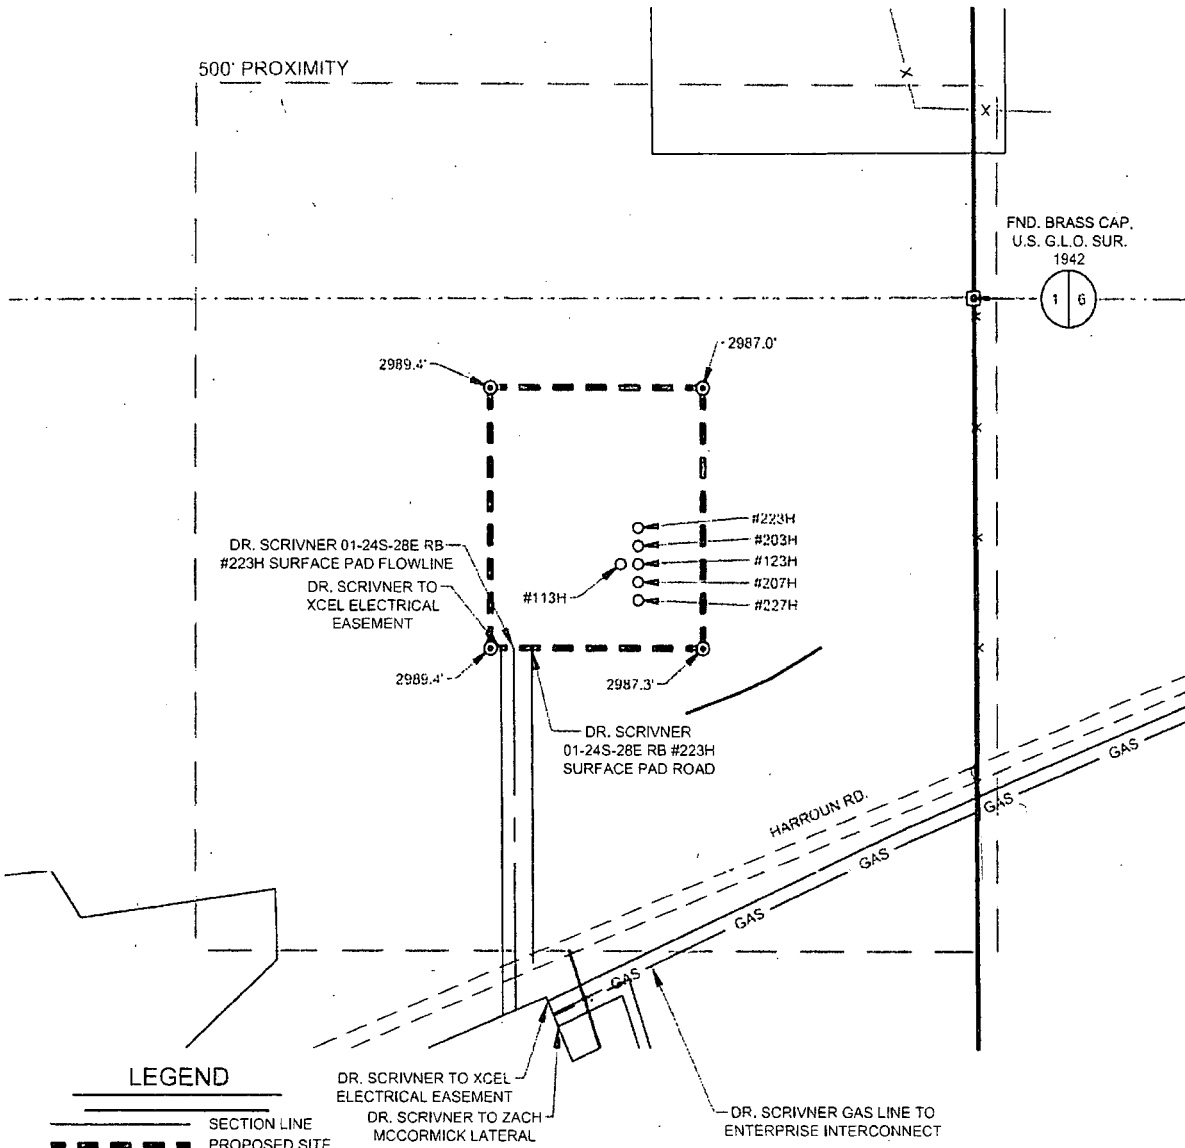 500' PROXIMITY
FND. BRASS CAP.
U.S. G.L.O. SUR.
1942
1 6
2989.4'
2987.0'
#223H
#203H
#123H
#207H
#227H
#113H
DR. SCRIVNER 01-24S-28E RB
#223H SURFACE PAD FLOWLINE
DR. SCRIVNER TO
XCEL ELECTRICAL
EASEMENT
2989.4'
2987.3'
DR. SCRIVNER
01-24S-28E RB #223H
SURFACE PAD ROAD
HARROUN RD.
GAS
GAS
GAS
GAS
GAS
LEGEND
SECTION LINE
PROPOSED SITE
DR. SCRIVNER TO XCEL
ELECTRICAL EASEMENT
DR. SCRIVNER TO ZACH
MCCORMICK LATERAL
DR. SCRIVNER GAS LINE TO
ENTERPRISE INTERCONNECT